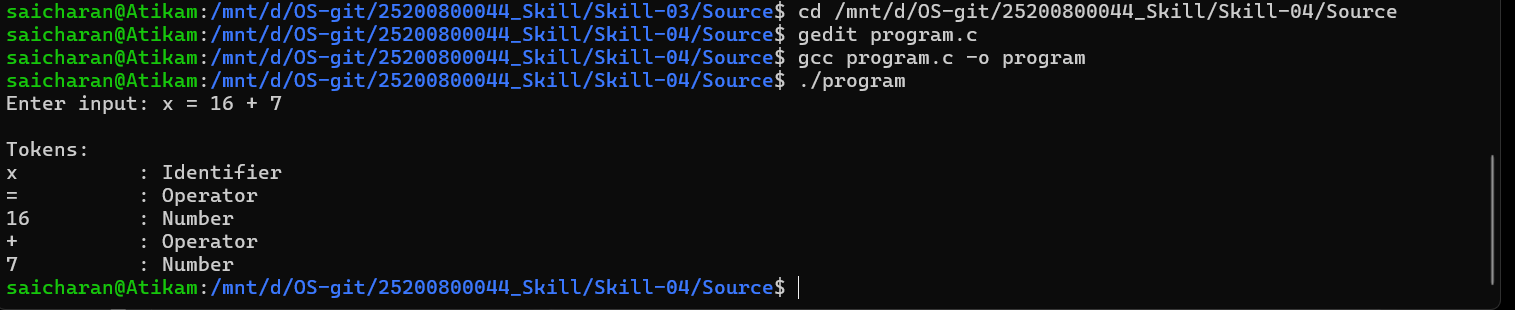 saicharan@Atikam:/mnt/d/OS-git/25200800044_Skill/Skill-03/Source$ cd /mnt/d/OS-git/25200800044_Skill/Skill-04/Source
saicharan@Atikam:/mnt/d/OS-git/25200800044_Skill/Skill-04/Source$ gedit program.c
saicharan@Atikam:/mnt/d/OS-git/25200800044_Skill/Skill-04/Source$ gcc program.c -o program
saicharan@Atikam:/mnt/d/OS-git/25200800044_Skill/Skill-04/Source$ ./program
Enter input: x = 16 + 7
Tokens:
x          : Identifier
=          : Operator
16         : Number
+          : Operator
7          : Number
saicharan@Atikam:/mnt/d/OS-git/25200800044_Skill/Skill-04/Source$